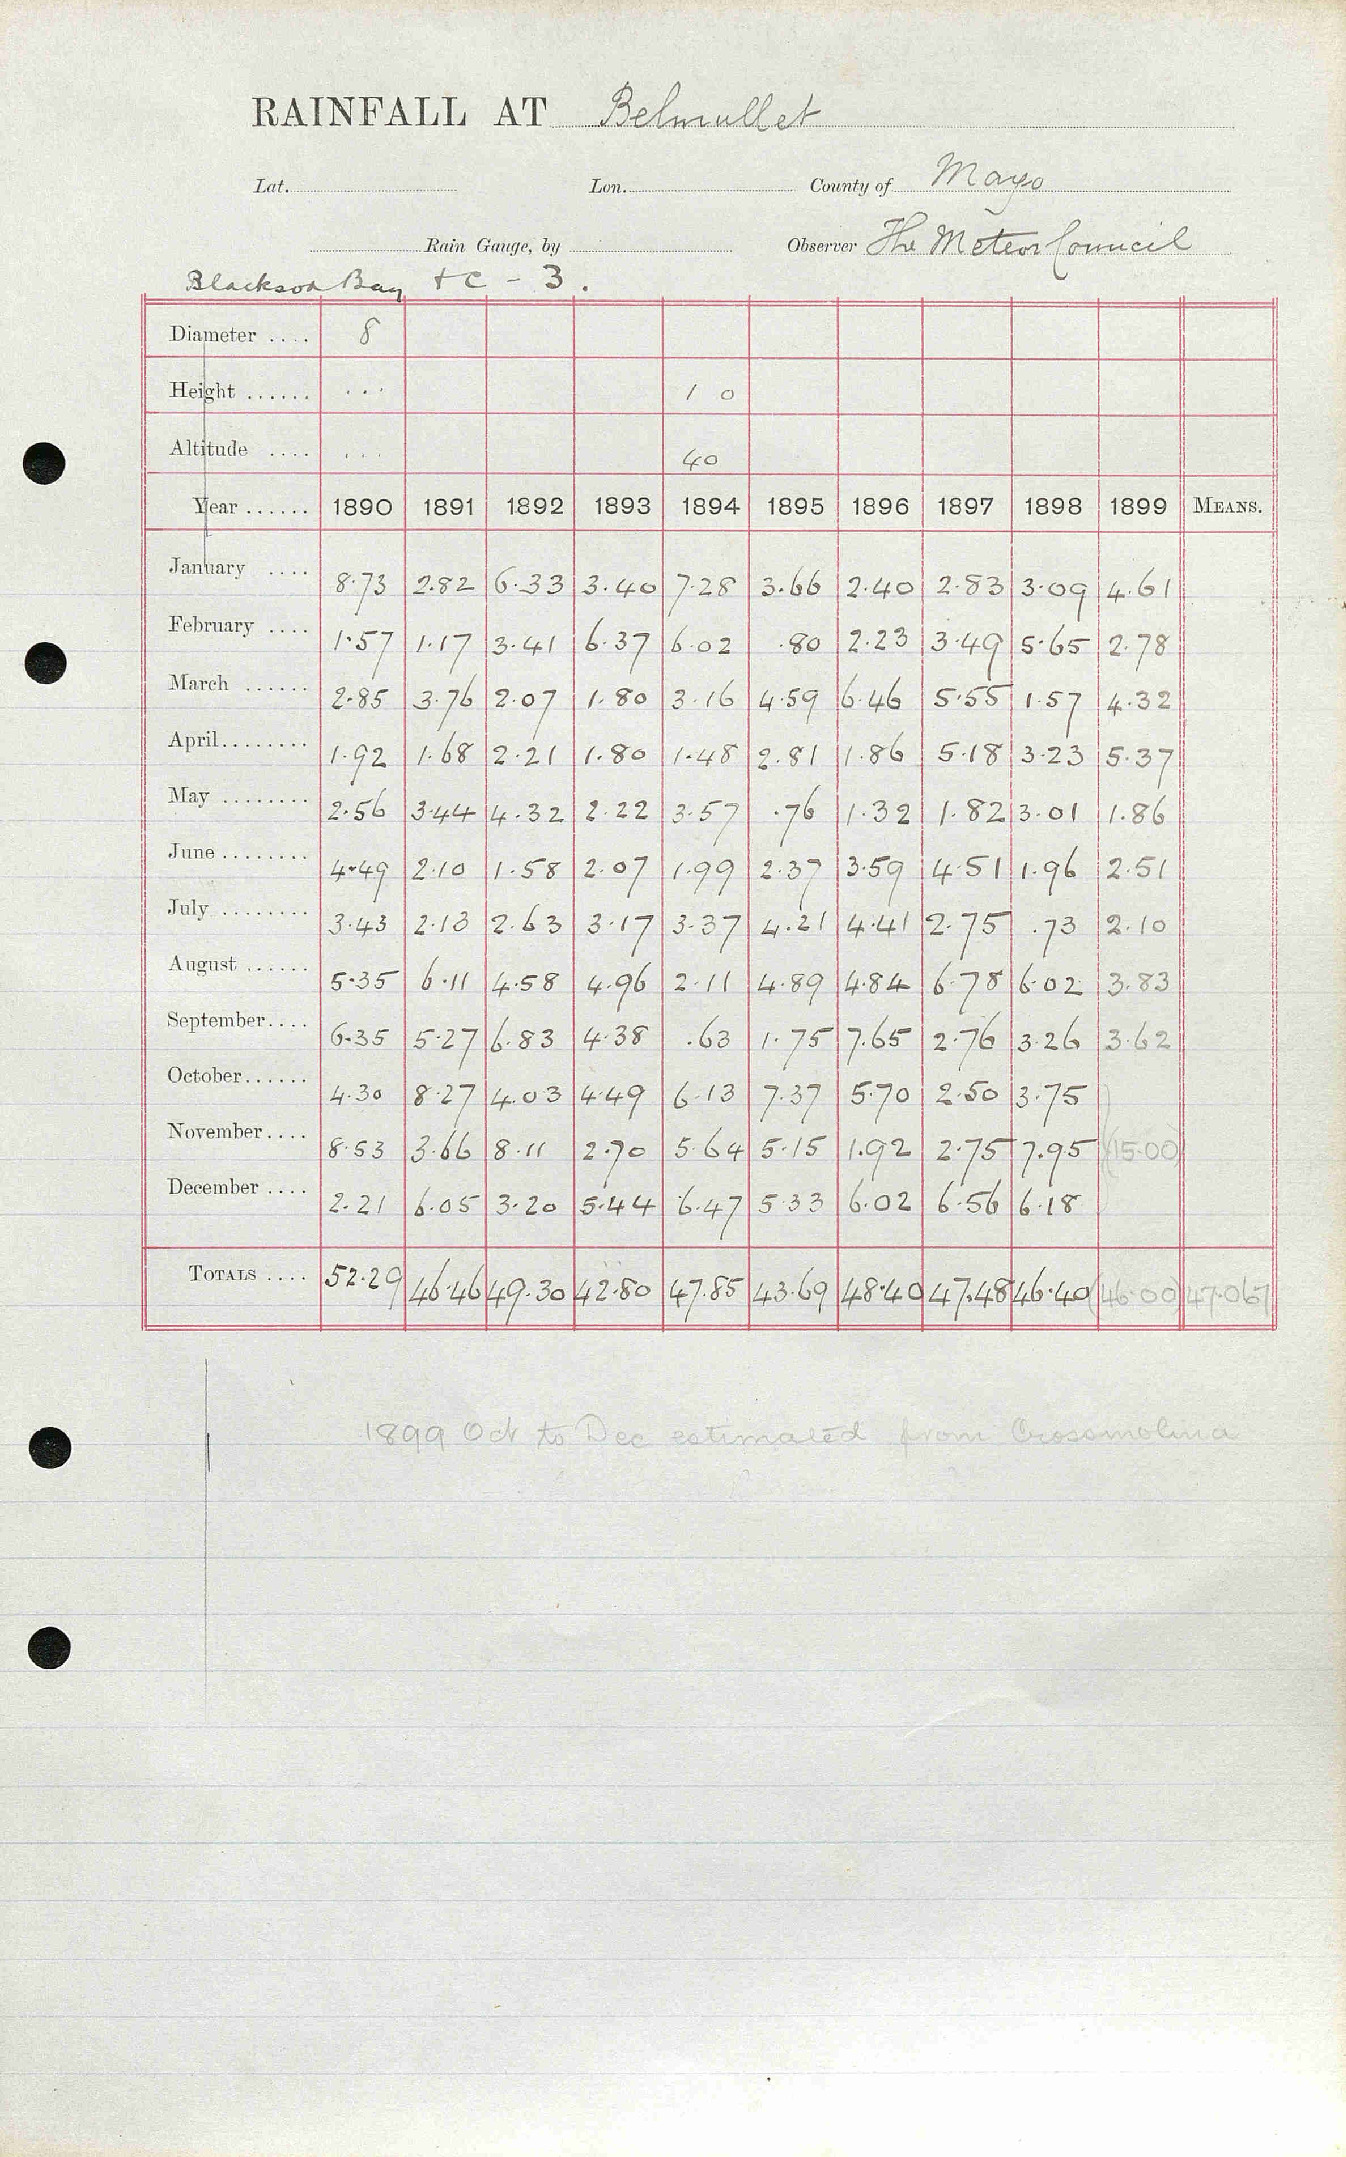 RAINFALL AT Belmullet
Lat. Lon. County of Mayo
Rain Gauge, by Observer The Meteor Council
Blacksod Bay + C - 3.
Diameter .... 8
Height ...... ... 1 0
Altitude .... ... 40
Year ...... 1890 1891 1892 1893 1894 1895 1896 1897 1898 1899 MEANS.
January .... 8.73 2.82 6.33 3.40 7.28 3.66 2.40 2.83 3.09 4.61
February .... 1.57 1.17 3.41 6.37 6.02 .80 2.23 3.49 5.65 2.78
March ...... 2.85 3.76 2.07 1.80 3.16 4.59 6.46 5.55 1.57 4.32
April........ 1.92 1.68 2.21 1.80 1.48 2.81 1.86 5.18 3.23 5.37
May ........ 2.56 3.44 4.32 2.22 3.57 .76 1.32 1.82 3.01 1.86
June ........ 4.49 2.10 1.58 2.07 1.99 2.37 3.59 4.51 1.96 2.51
July ........ 3.43 2.13 2.63 3.17 3.37 4.21 4.41 2.75 .73 2.10
August ...... 5.35 6.11 4.58 4.96 2.11 4.89 4.84 6.78 6.02 3.83
September.... 6.35 5.27 6.83 4.38 .63 1.75 7.65 2.76 3.26 3.62
October...... 4.30 8.27 4.03 4.49 6.13 7.37 5.70 2.50 3.75
November.... 8.53 3.66 8.11 2.70 5.64 5.15 1.92 2.75 7.95 (15.00)
December .... 2.21 6.05 3.20 5.44 6.47 5.33 6.02 6.56 6.18
TOTALS .... 52.29 46.46 49.30 42.80 47.85 43.69 48.40 47.48 46.40 (46.00) 47.067
1899 Oct to Dec estimated from Crossmolina